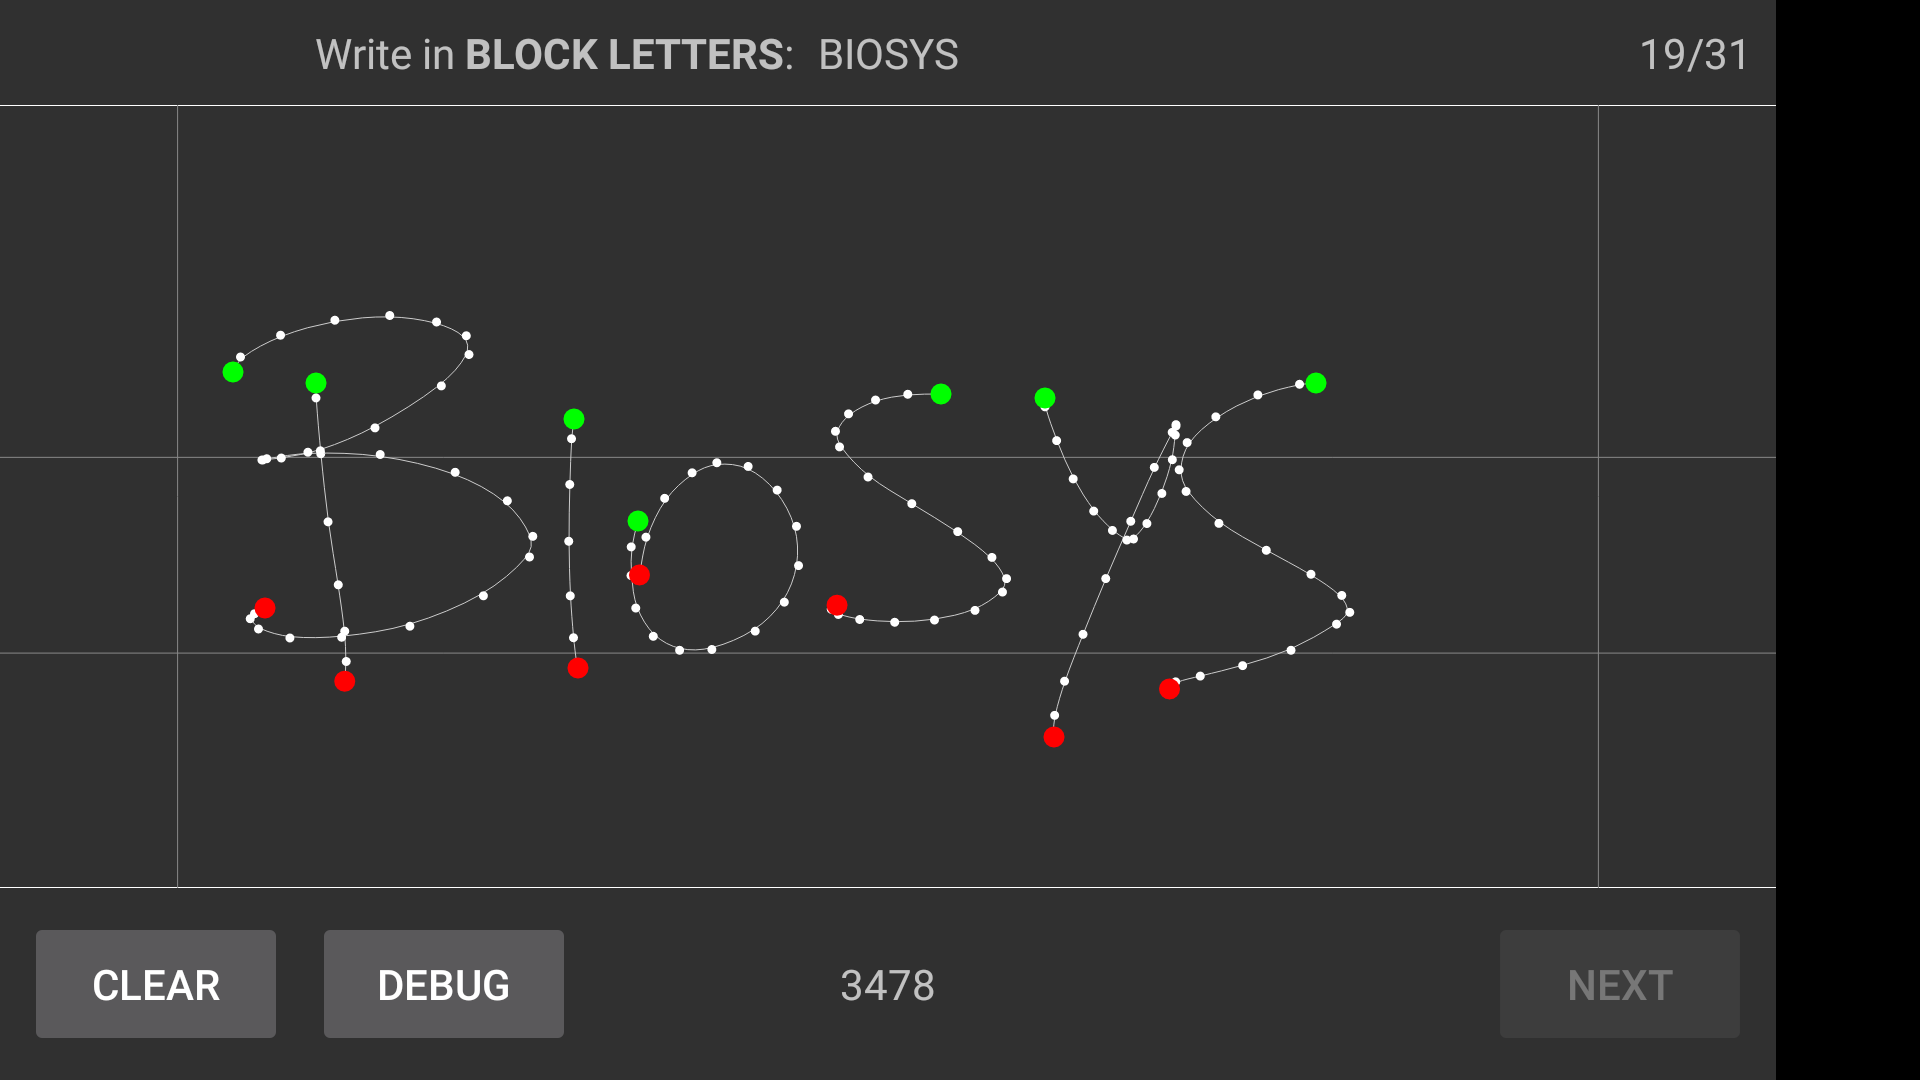 Write in BLOCK LETTERS: BIOSYS 19/31
BIOSYS
CLEAR DEBUG 3478 NEXT